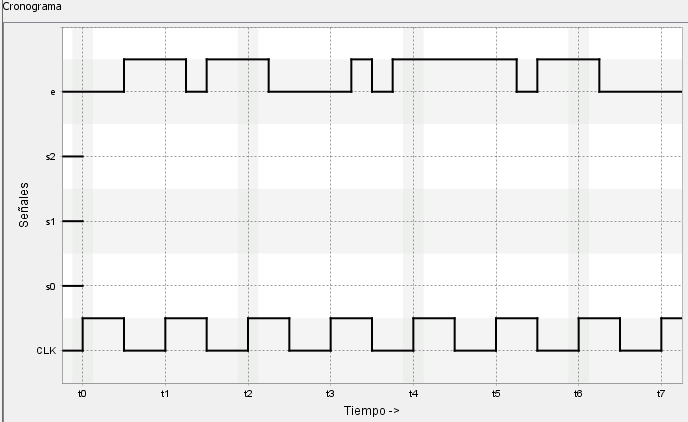 Cronograma
e
s2
s1
s0
CLK
Señales
t0 t1 t2 t3 t4 t5 t6 t7
Tiempo ->